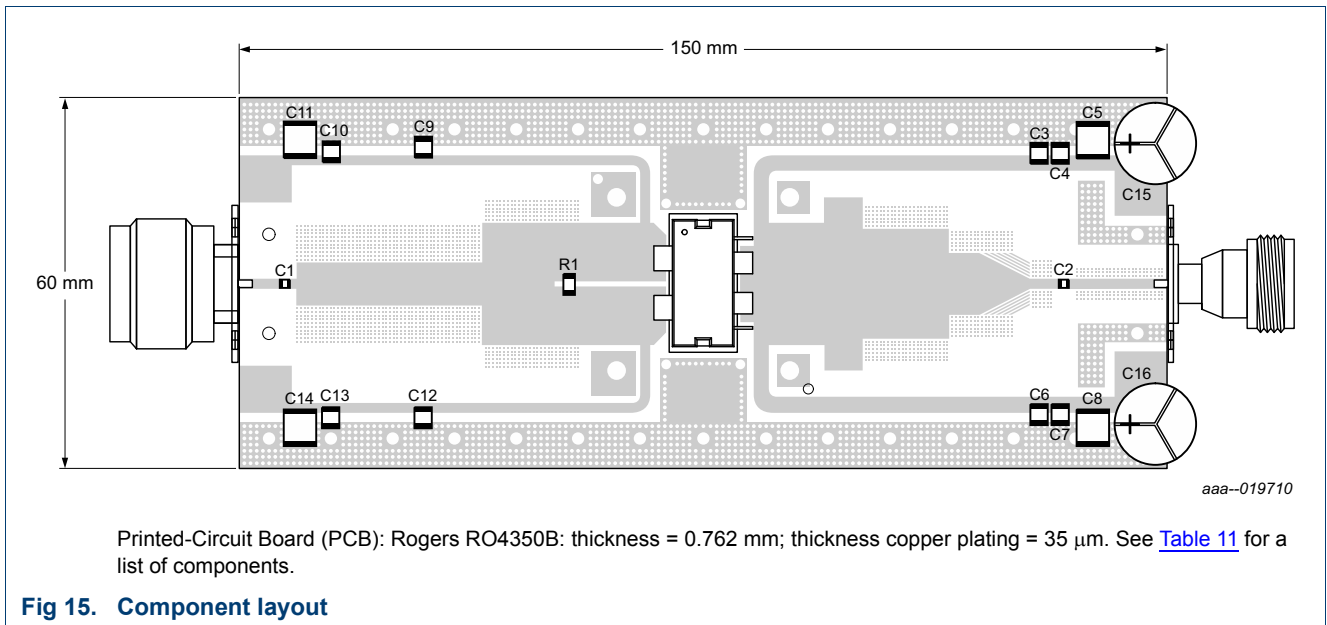 150 mm
60 mm
C11
C10
C9
C3
C4
C5
C15
C1
R1
C2
C14
C13
C12
C6
C7
C8
C16
aaa--019710
Printed-Circuit Board (PCB): Rogers RO4350B: thickness = 0.762 mm; thickness copper plating = 35 μm. See Table 11 for a
list of components.
Fig 15. Component layout